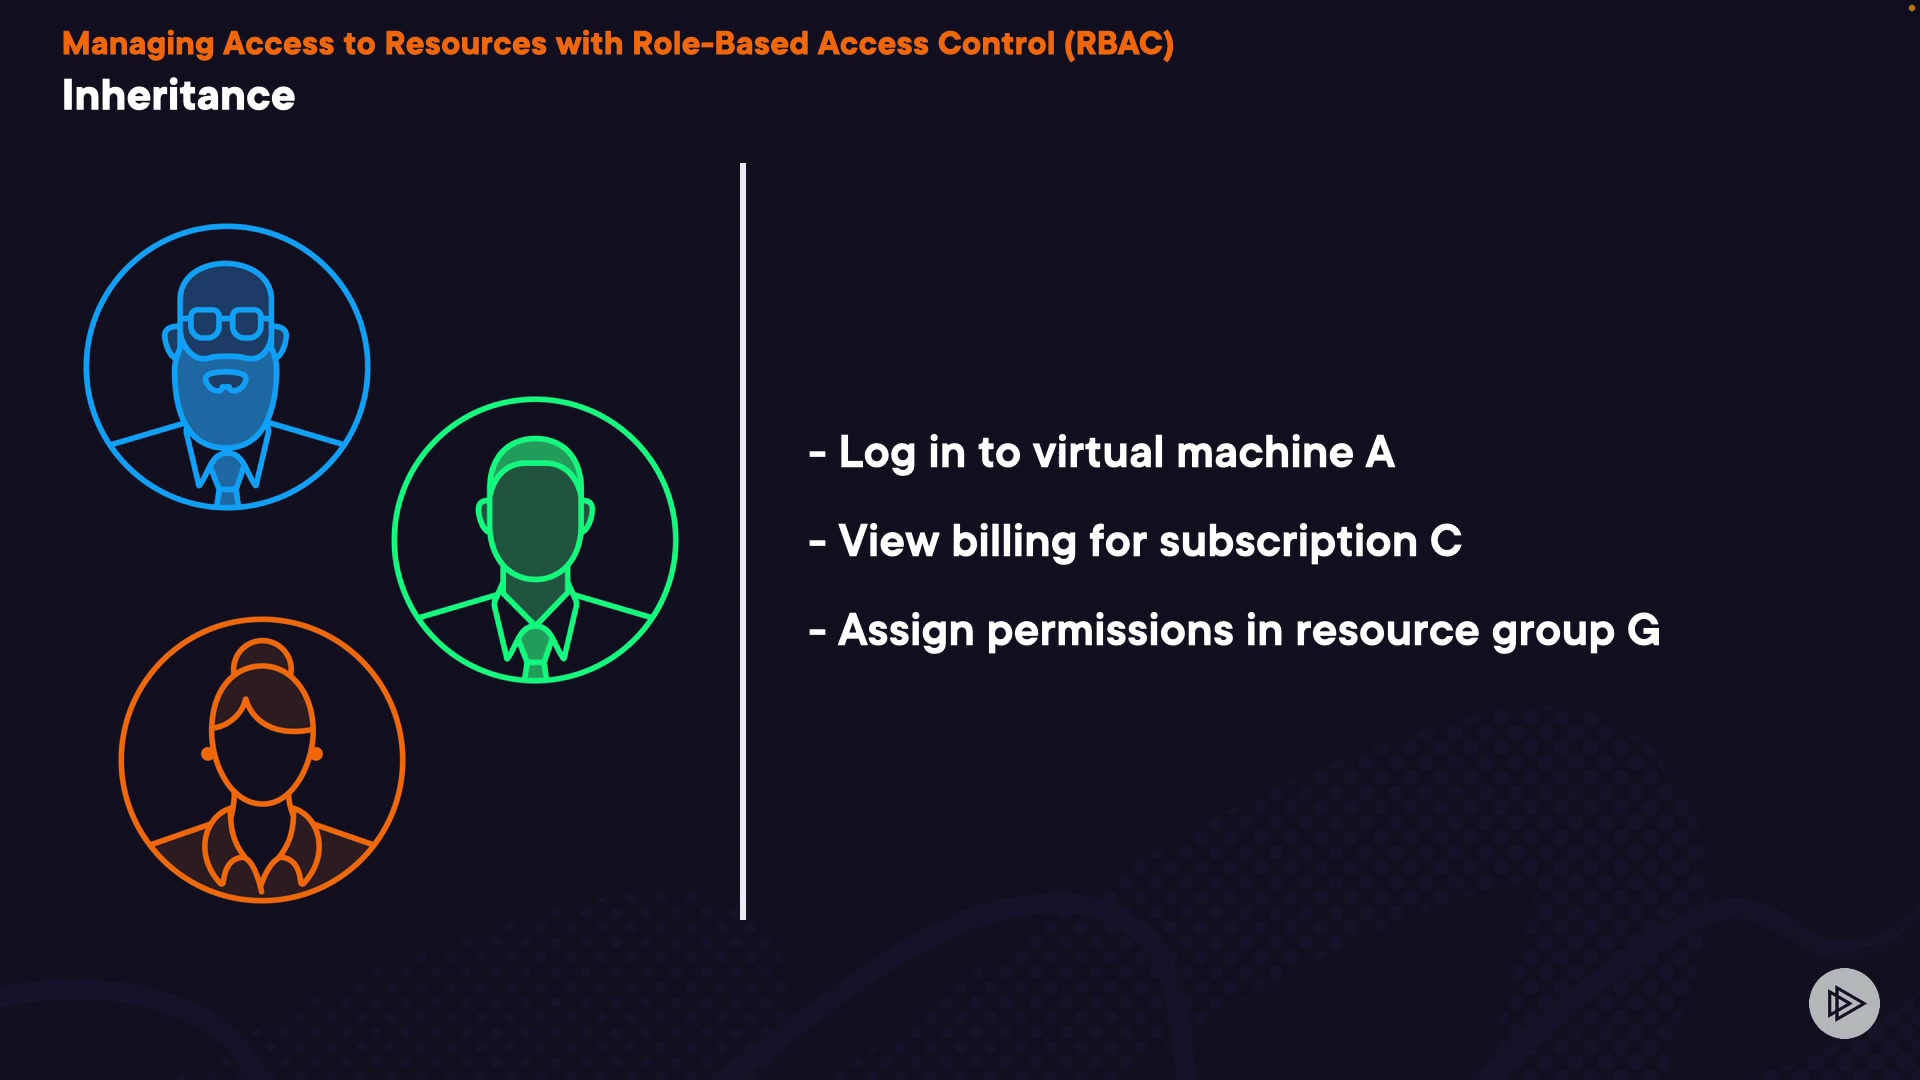 Managing Access to Resources with Role-Based Access Control (RBAC)
Inheritance
- Log in to virtual machine A
- View billing for subscription C
- Assign permissions in resource group G